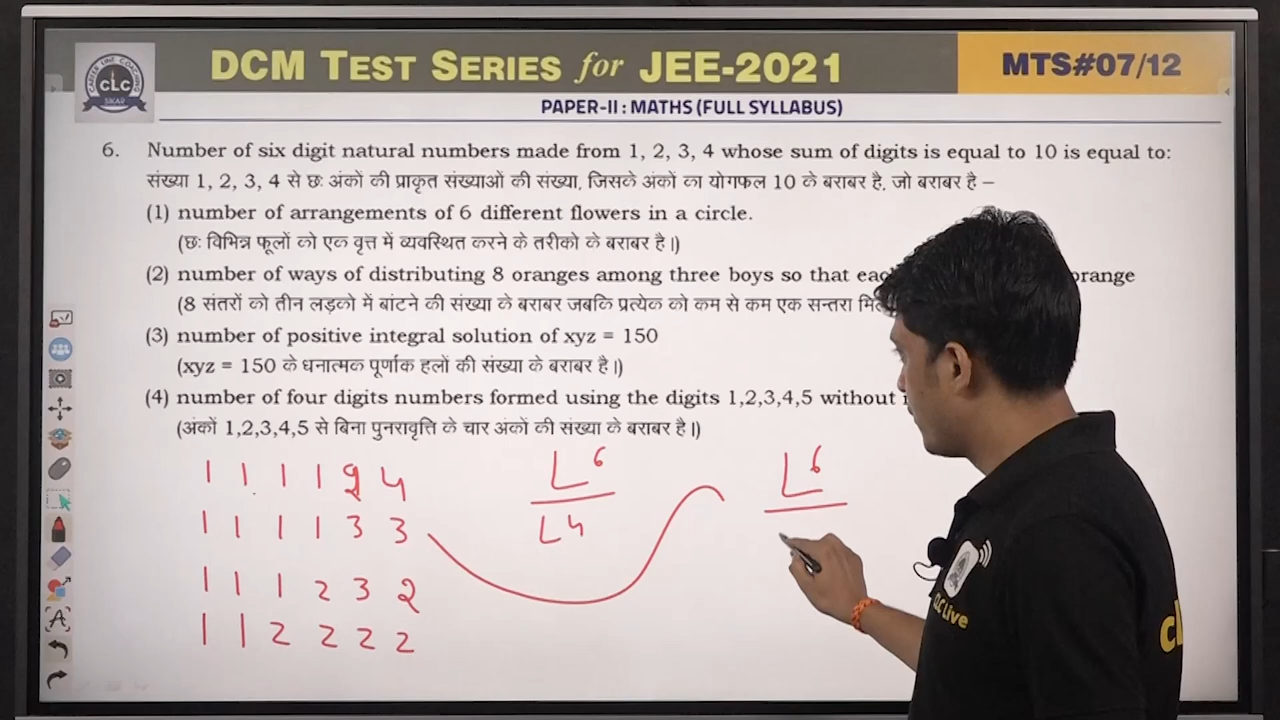 CAREER LINE COACHING
CLC
SIKAR
DCM TEST SERIES for JEE-2021
MTS#07/12
PAPER-II : MATHS (FULL SYLLABUS)
6. Number of six digit natural numbers made from 1, 2, 3, 4 whose sum of digits is equal to 10 is equal to:
संख्या 1, 2, 3, 4 से छः अंकों की प्राकृत संख्याओं की संख्या, जिसके अंकों का योगफल 10 के बराबर है, जो बराबर है –
(1) number of arrangements of 6 different flowers in a circle.
(छः विभिन्न फूलों को एक वृत्त में व्यवस्थित करने के तरीको के बराबर है।)
(2) number of ways of distributing 8 oranges among three boys so that orange
(8 संतरों को तीन लड़को में बांटने की संख्या के बराबर जबकि प्रत्येक को कम से कम एक सन्तरा
(3) number of positive integral solution of xyz = 150
(xyz = 150 के धनात्मक पूर्णांक हलों की संख्या के बराबर है।)
(4) number of four digits numbers formed using the digits 1,2,3,4,5 without
(अंकों 1,2,3,4,5 से बिना पुनरावृत्ति के चार अंकों की संख्या के बराबर है।)
1 1 1 1 2 4
1 1 1 1 3 3
1 1 1 2 3 2
1 1 2 2 2 2
L6
L4
L6
CLC Live